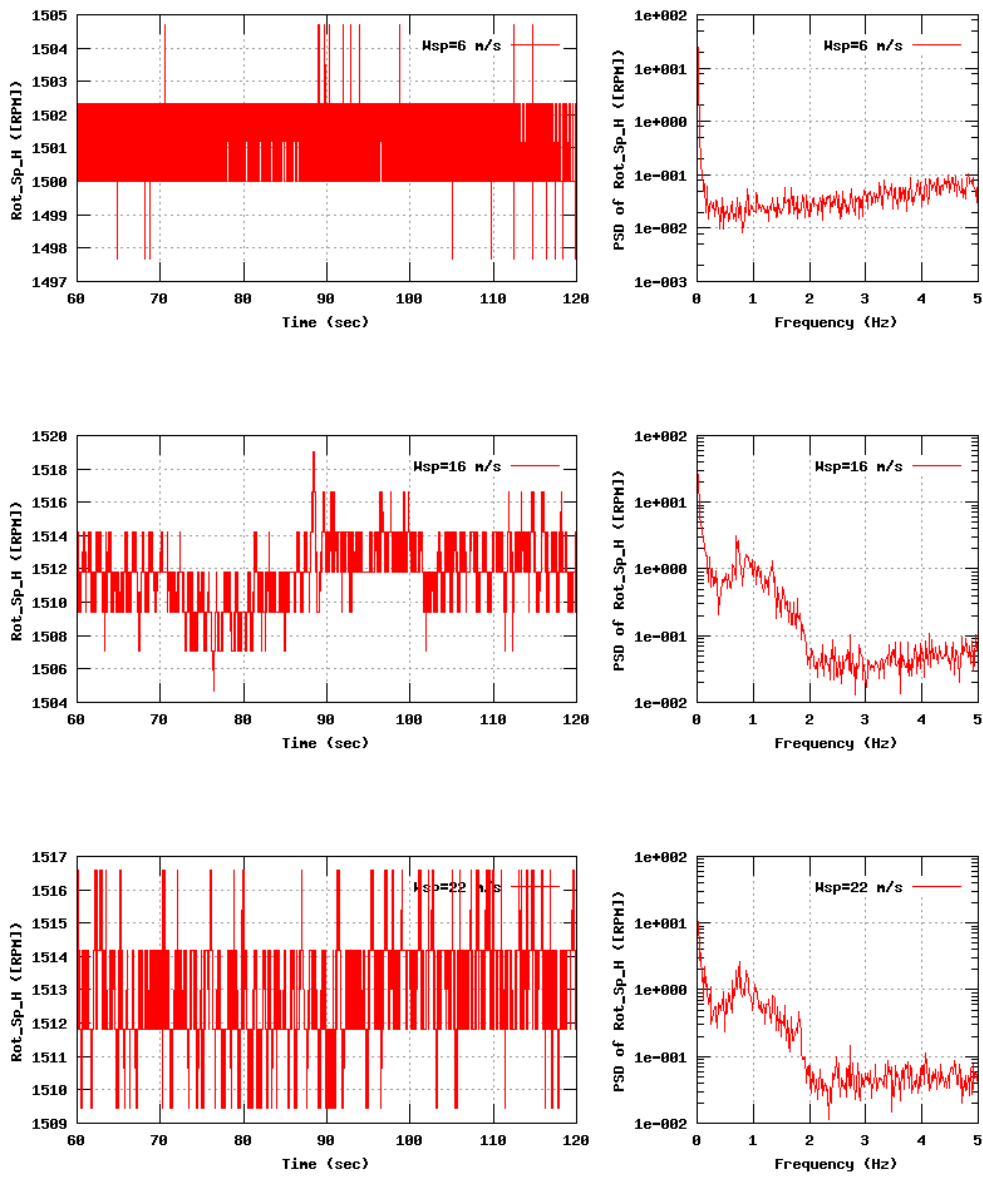 1505
1504
1503
1502
1501
1500
1499
1498
1497
60 70 80 90 100 110 120
Rot_Sp_H ([RPM])
Time (sec)
Wsp=6 m/s
1e+002
1e+001
1e+000
1e-001
1e-002
1e-003
0 1 2 3 4 5
PSD of Rot_Sp_H ([RPM])
Frequency (Hz)
Wsp=6 m/s
1520
1518
1516
1514
1512
1510
1508
1506
1504
60 70 80 90 100 110 120
Rot_Sp_H ([RPM])
Time (sec)
Wsp=16 m/s
1e+002
1e+001
1e+000
1e-001
1e-002
0 1 2 3 4 5
PSD of Rot_Sp_H ([RPM])
Frequency (Hz)
Wsp=16 m/s
1517
1516
1515
1514
1513
1512
1511
1510
1509
60 70 80 90 100 110 120
Rot_Sp_H ([RPM])
Time (sec)
Wsp=22 m/s
1e+002
1e+001
1e+000
1e-001
1e-002
0 1 2 3 4 5
PSD of Rot_Sp_H ([RPM])
Frequency (Hz)
Wsp=22 m/s